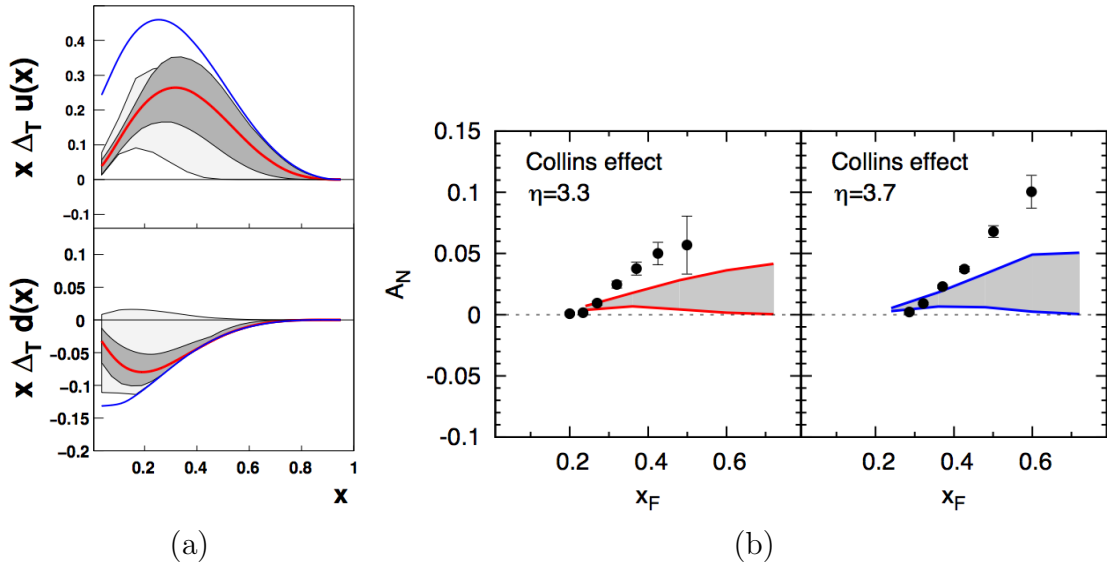 x Δ_T u(x)
0.4
0.3
0.2
0.1
0
−0.1
x Δ_T d(x)
0.1
0.05
0
−0.05
−0.1
−0.15
−0.2
0.2 0.4 0.6 0.8 1
x
(a)
A_N
0.15
0.1
0.05
0
-0.05
-0.1
Collins effect
η=3.3
0.2 0.4 0.6
x_F
Collins effect
η=3.7
0.2 0.4 0.6
x_F
(b)